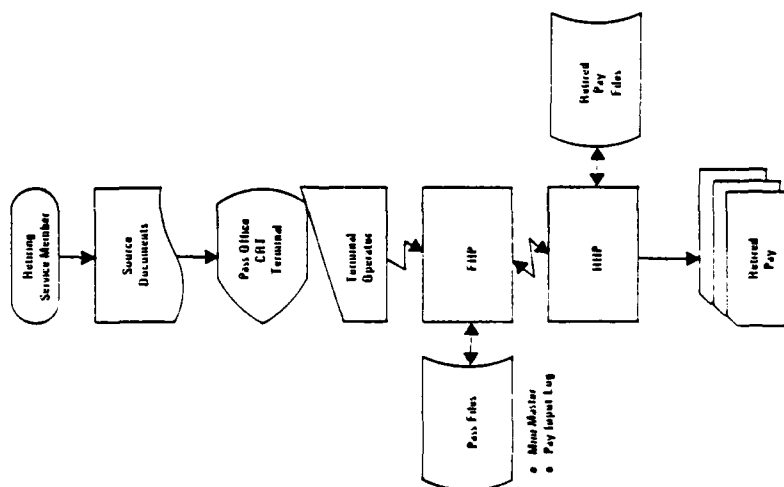 Retiring
Service Member
Source
Documents
Pass Office
CRT
Terminal
Terminal
Operator
FHP
Pass Files
● Mini Master
● Pay Input Log
HHP
Retired
Pay
Files
Retired
Pay